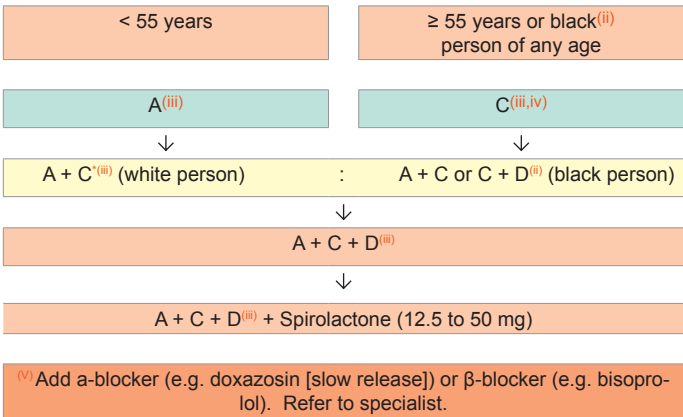 < 55 years
≥ 55 years or black(ii)
person of any age
A(iii)
C(iii,iv)
↓ ↓
A + C*(iii) (white person) : A + C or C + D(ii) (black person)
↓
A + C + D(iii)
↓
A + C + D(iii) + Spirolactone (12.5 to 50 mg)
(V) Add a-blocker (e.g. doxazosin [slow release]) or β-blocker (e.g. bisopro-
lol). Refer to specialist.